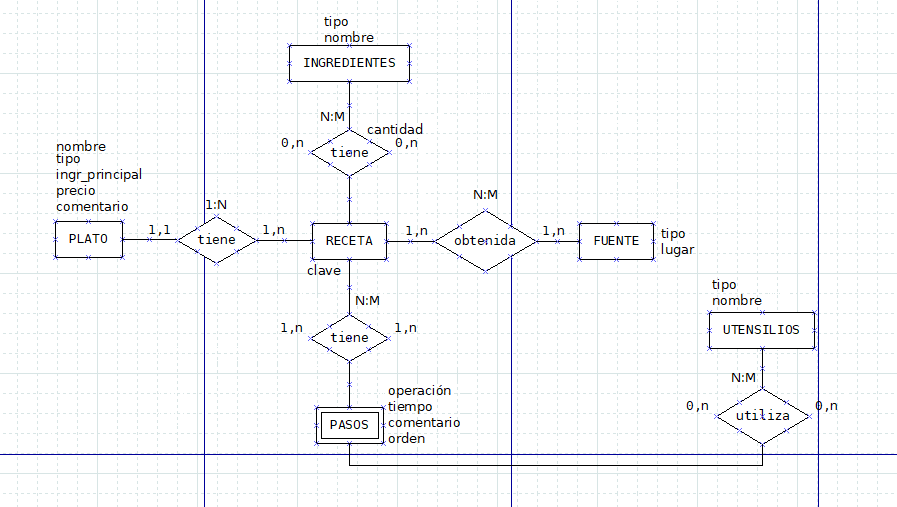 tipo
nombre
INGREDIENTES
N:M
cantidad
0,n
0,n
tiene
nombre
tipo
ingr_principal
precio
comentario
PLATO
1,1
1:N
tiene
1,n
RECETA
clave
1,n
N:M
obtenida
1,n
FUENTE
tipo
lugar
N:M
1,n
1,n
tiene
PASOS
operación
tiempo
comentario
orden
tipo
nombre
UTENSILIOS
N:M
0,n
0,n
utiliza